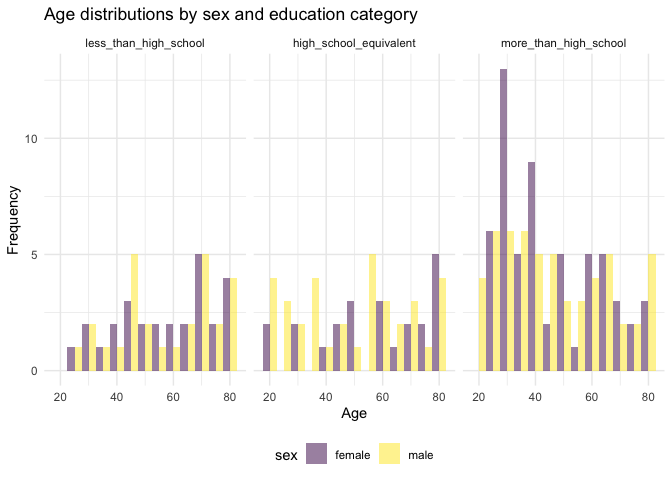 Age distributions by sex and education category
less_than_high_school high_school_equivalent more_than_high_school
10
5
0
Frequency
20 40 60 80 20 40 60 80 20 40 60 80
Age
sex female male